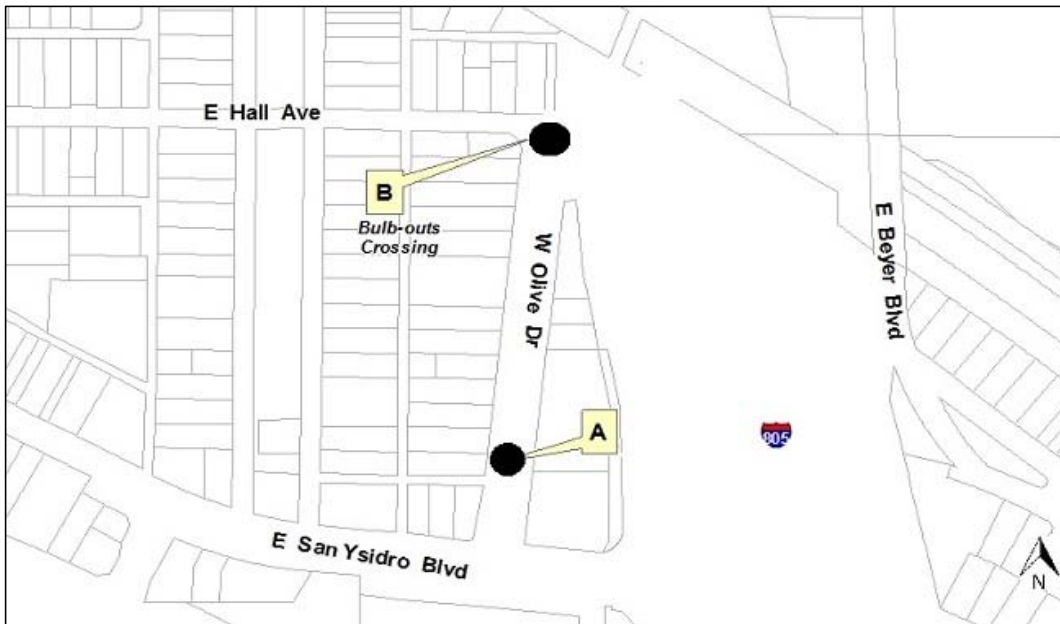 E Hall Ave
B
Bulb-outs
Crossing
W Olive Dr
E Beyer Blvd
A
805
E San Ysidro Blvd
N